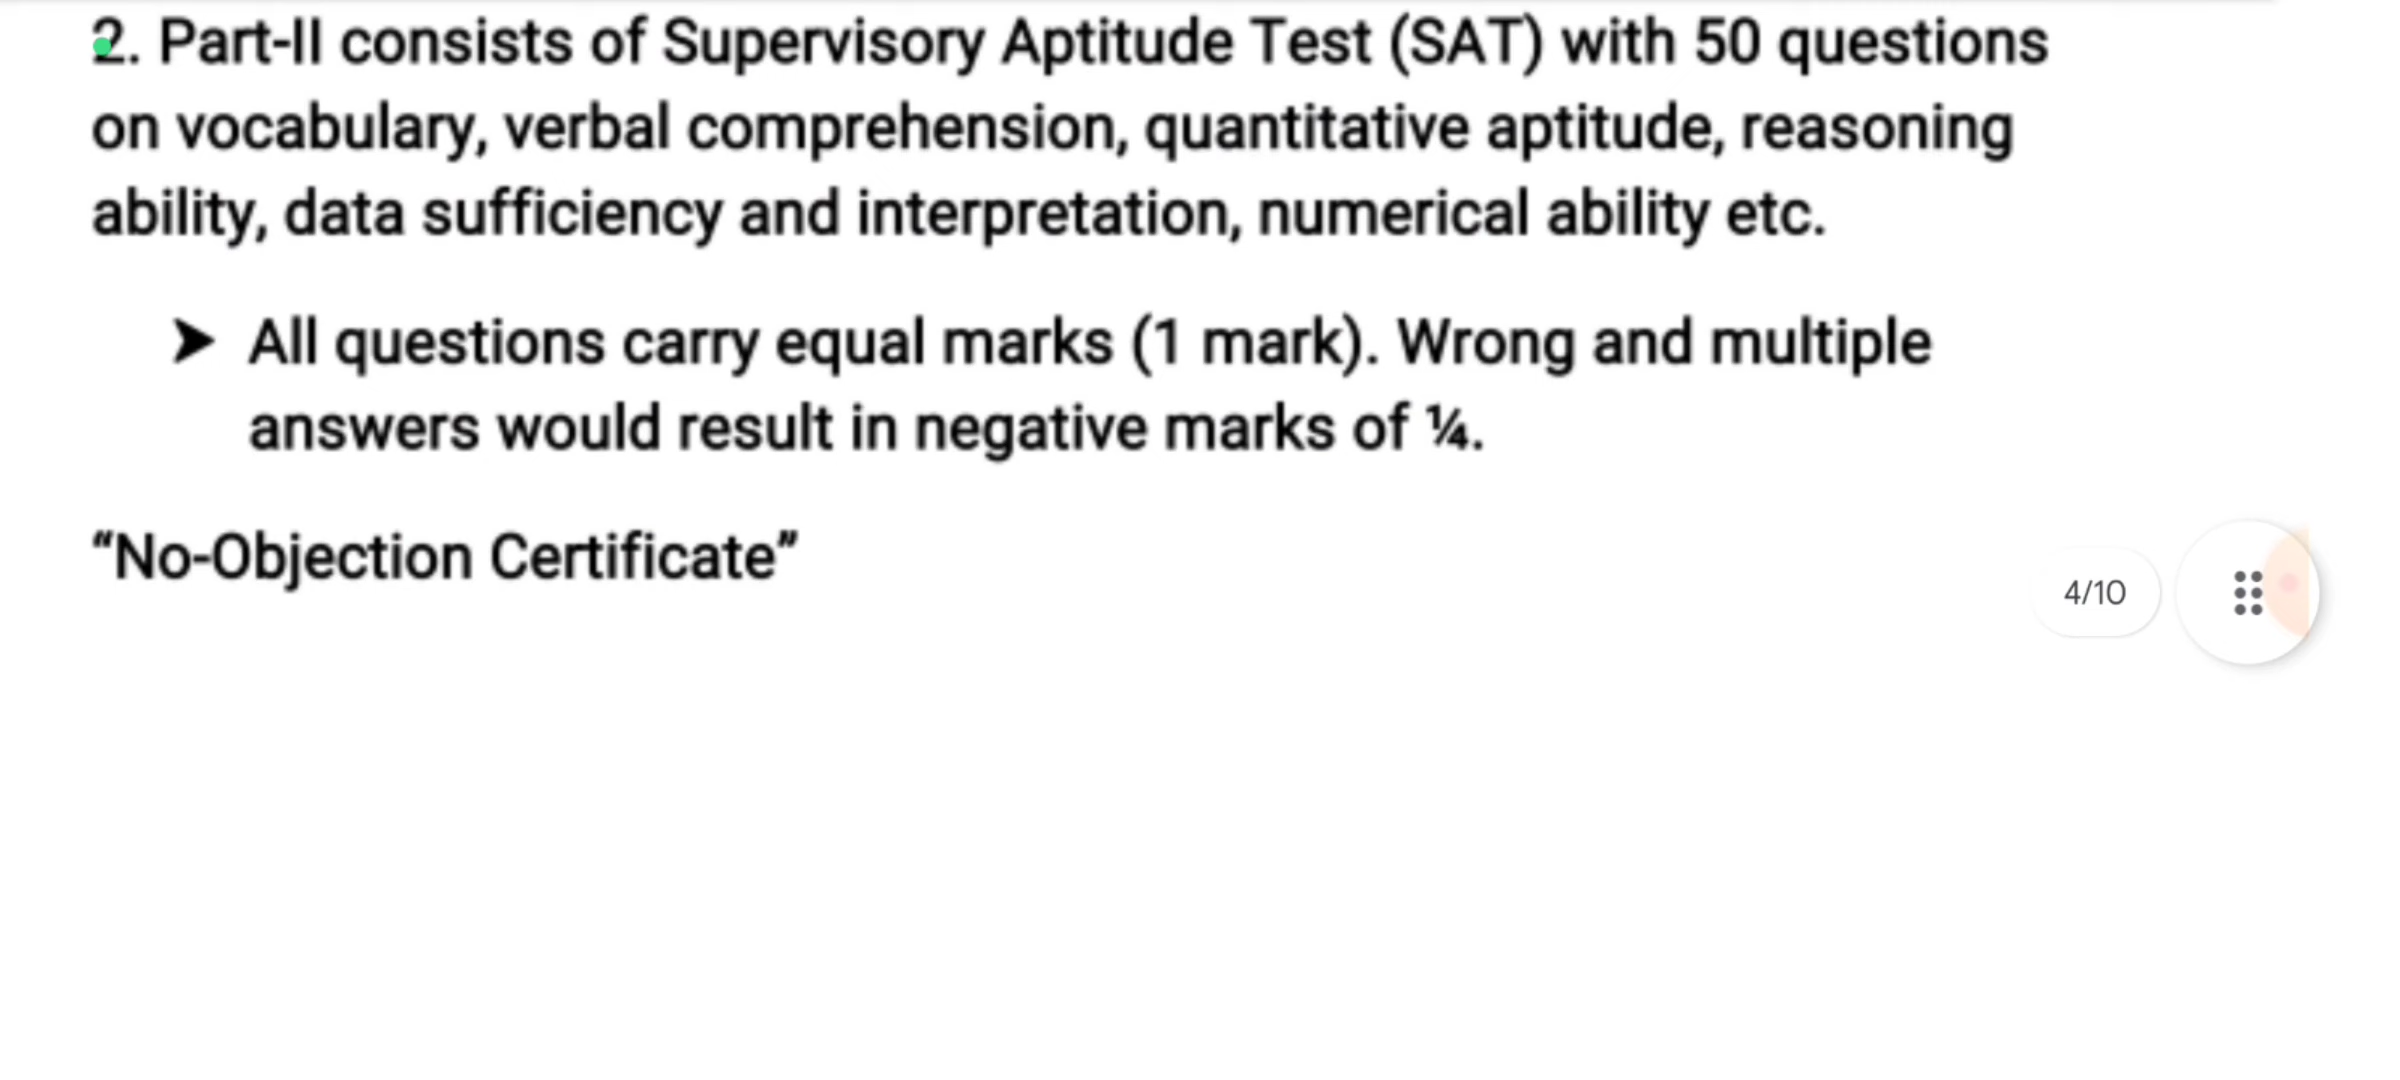 2. Part-II consists of Supervisory Aptitude Test (SAT) with 50 questions
on vocabulary, verbal comprehension, quantitative aptitude, reasoning
ability, data sufficiency and interpretation, numerical ability etc.
➤ All questions carry equal marks (1 mark). Wrong and multiple
answers would result in negative marks of ¼.
“No-Objection Certificate”
4/10